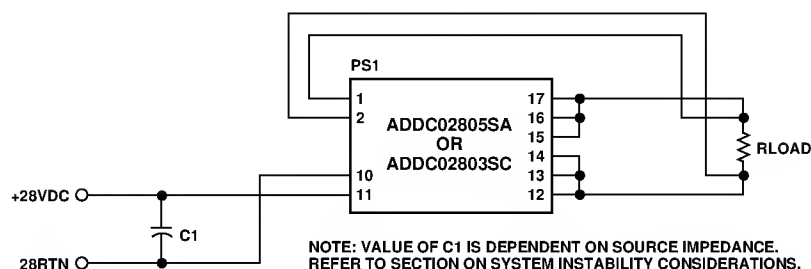 PS1
1
2
10
11
ADDC02805SA
OR
ADDC02803SC
17
16
15
14
13
12
RLOAD
+28VDC
C1
28RTN
NOTE: VALUE OF C1 IS DEPENDENT ON SOURCE IMPEDANCE.
REFER TO SECTION ON SYSTEM INSTABILITY CONSIDERATIONS.